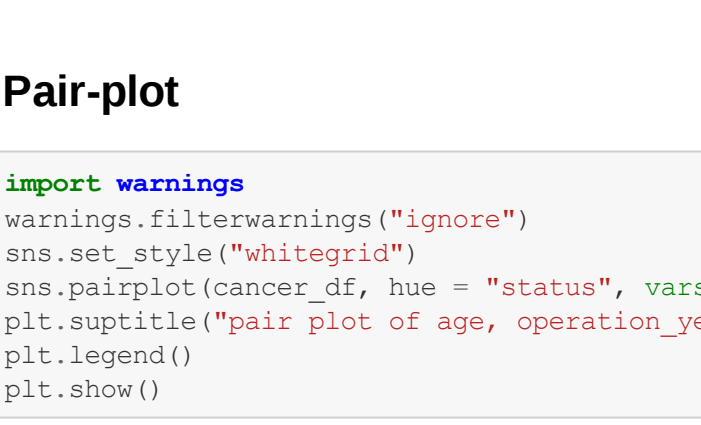 Pair-plot
import warnings
warnings.filterwarnings("ignore")
sns.set_style("whitegrid")
sns.pairplot(cancer_df, hue = "status", vars
plt.suptitle("pair plot of age, operation_ye
plt.legend()
plt.show()